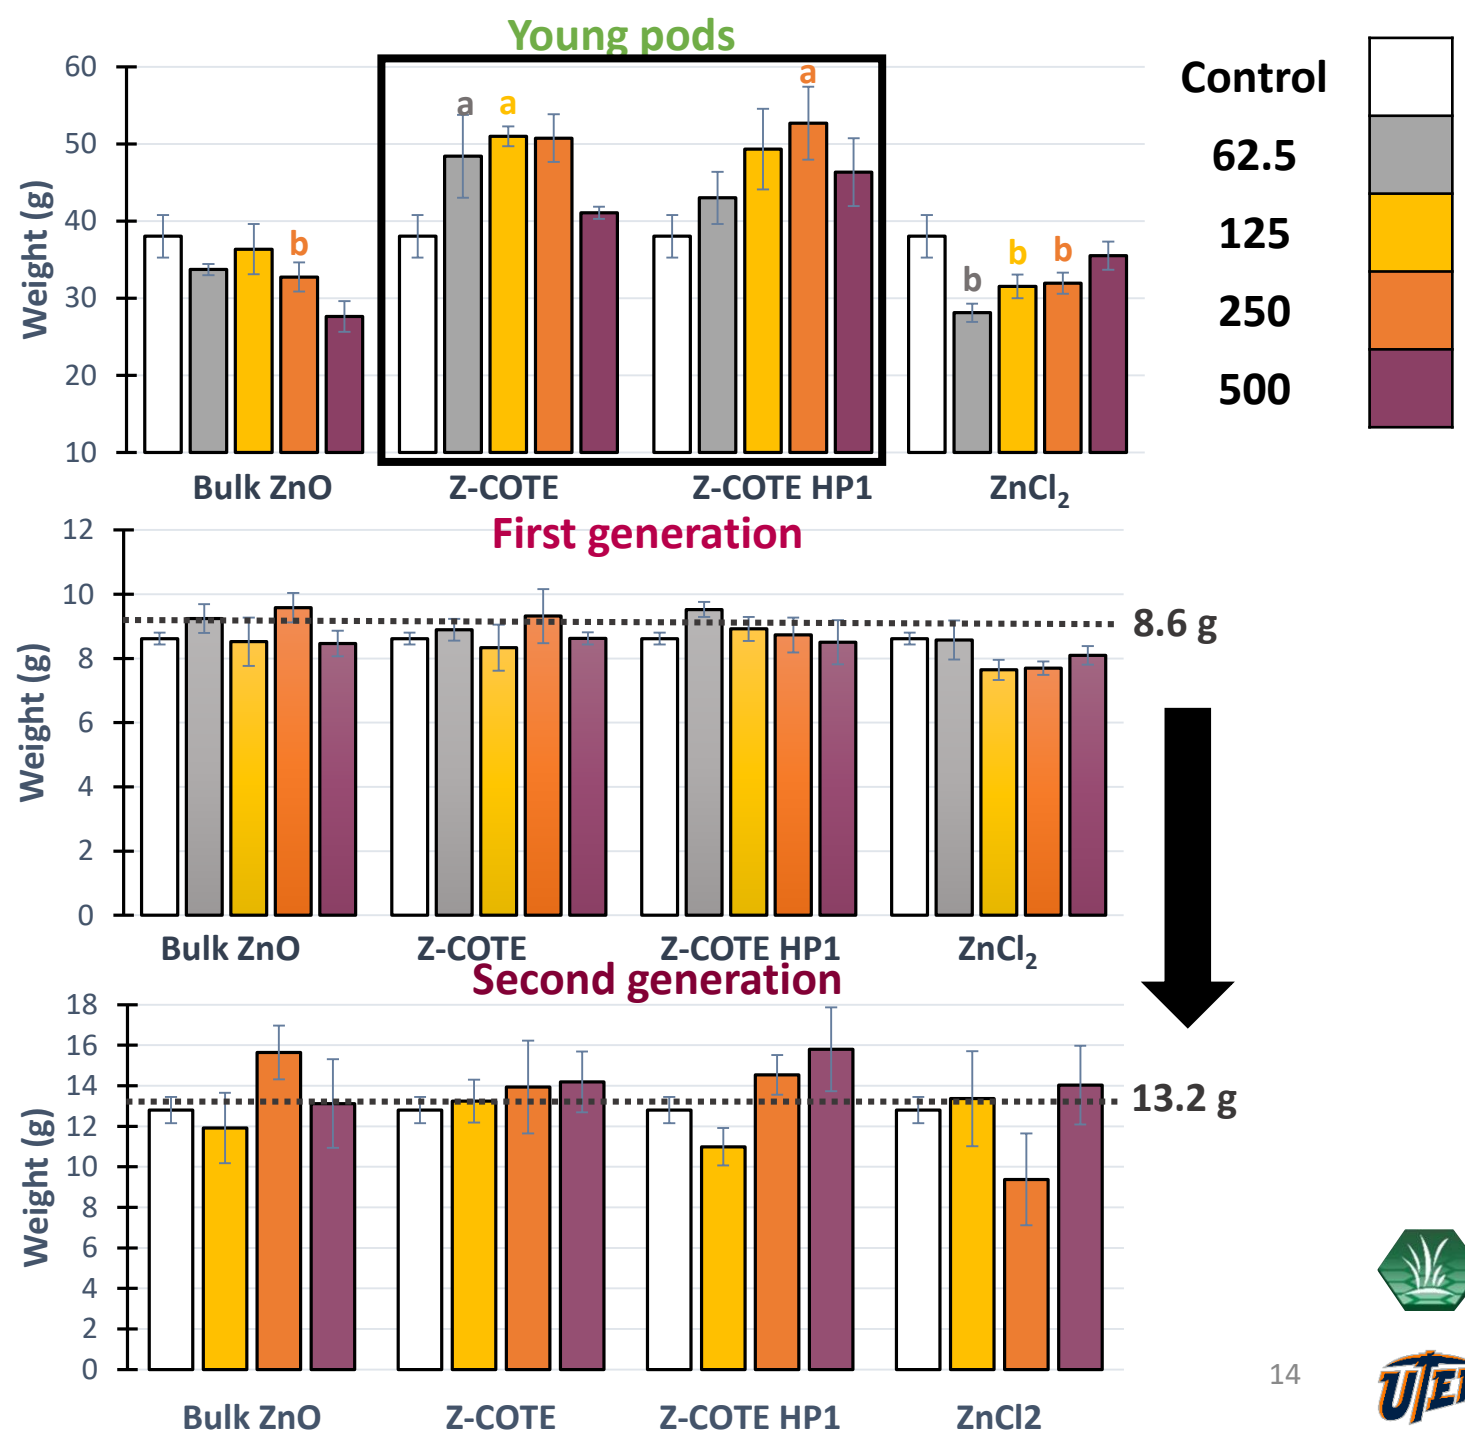 Young pods
60
50
40
30
20
10
Weight (g)
a
a
a
b
b
b
b
Bulk ZnO
Z-COTE
Z-COTE HP1
ZnCl₂
Control
62.5
125
250
500
First generation
12
10
8
6
4
2
0
Weight (g)
8.6 g
Bulk ZnO
Z-COTE
Z-COTE HP1
ZnCl₂
Second generation
18
16
14
12
10
8
6
4
2
0
Weight (g)
13.2 g
Bulk ZnO
Z-COTE
Z-COTE HP1
ZnCl2
14